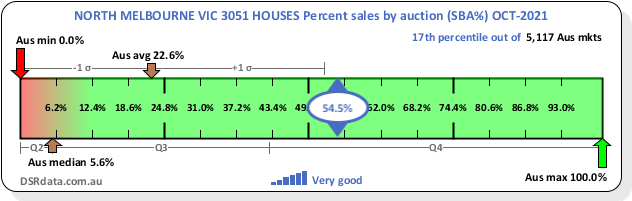 NORTH MELBOURNE VIC 3051 HOUSES Percent sales by auction (SBA%) OCT-2021
Aus min 0.0%
17th percentile out of 5,117 Aus mkts
Aus avg 22.6%
-1 σ +1 σ
6.2% 12.4% 18.6% 24.8% 31.0% 37.2% 43.4% 49 54.5% 62.0% 68.2% 74.4% 80.6% 86.8% 93.0%
Q2 Q3 Q4
Aus median 5.6%
DSRdata.com.au Very good Aus max 100.0%